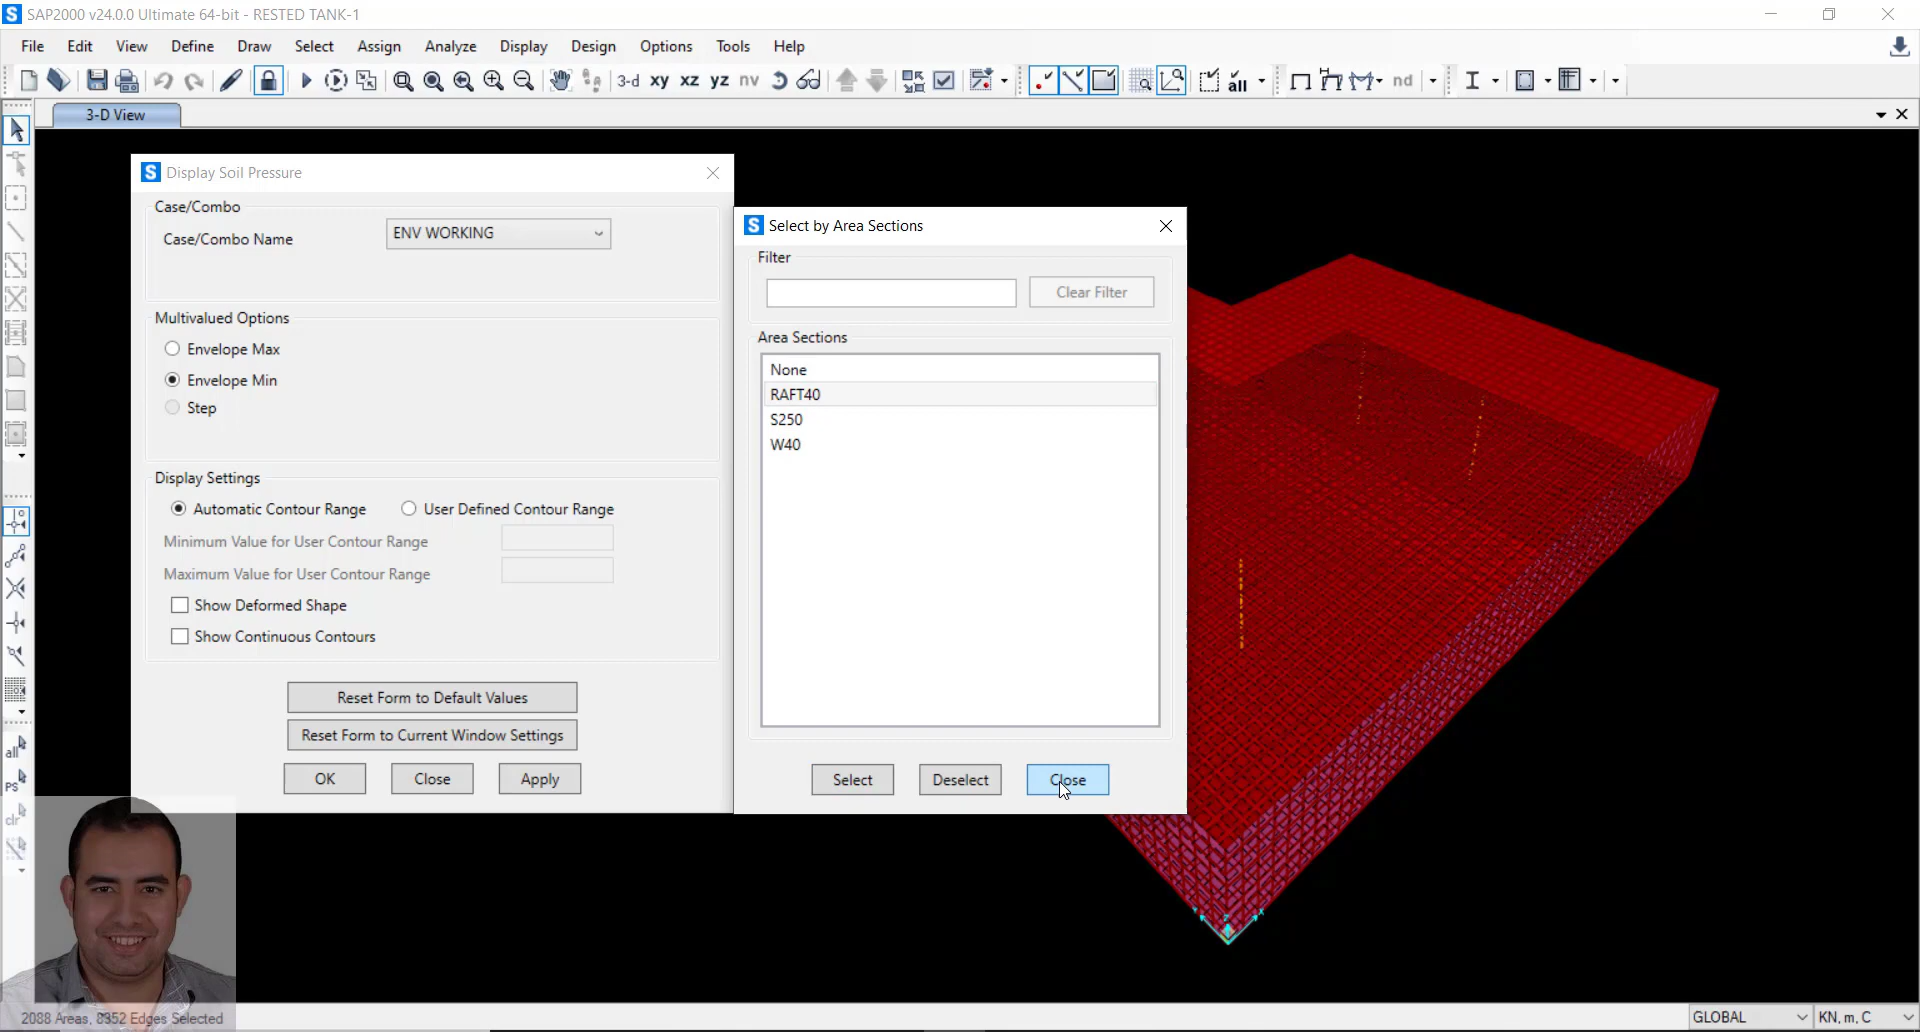 SAP2000 v24.0.0 Ultimate 64-bit - RESTED TANK-1
File Edit View Define Draw Select Assign Analyze Display Design Options Tools Help
3-d xy xz yz nv all nd
3-D View
Display Soil Pressure
Case/Combo
Case/Combo Name
ENV WORKING
Multivalued Options
Envelope Max
Envelope Min
Step
Display Settings
Automatic Contour Range
User Defined Contour Range
Minimum Value for User Contour Range
Maximum Value for User Contour Range
Show Deformed Shape
Show Continuous Contours
Reset Form to Default Values
Reset Form to Current Window Settings
OK
Close
Apply
Select by Area Sections
Filter
Clear Filter
Area Sections
None
RAFT40
S250
W40
Select
Deselect
Close
all
PS
clr
X
Z
2088 Areas, 8352 Edges Selected
GLOBAL
KN, m, C